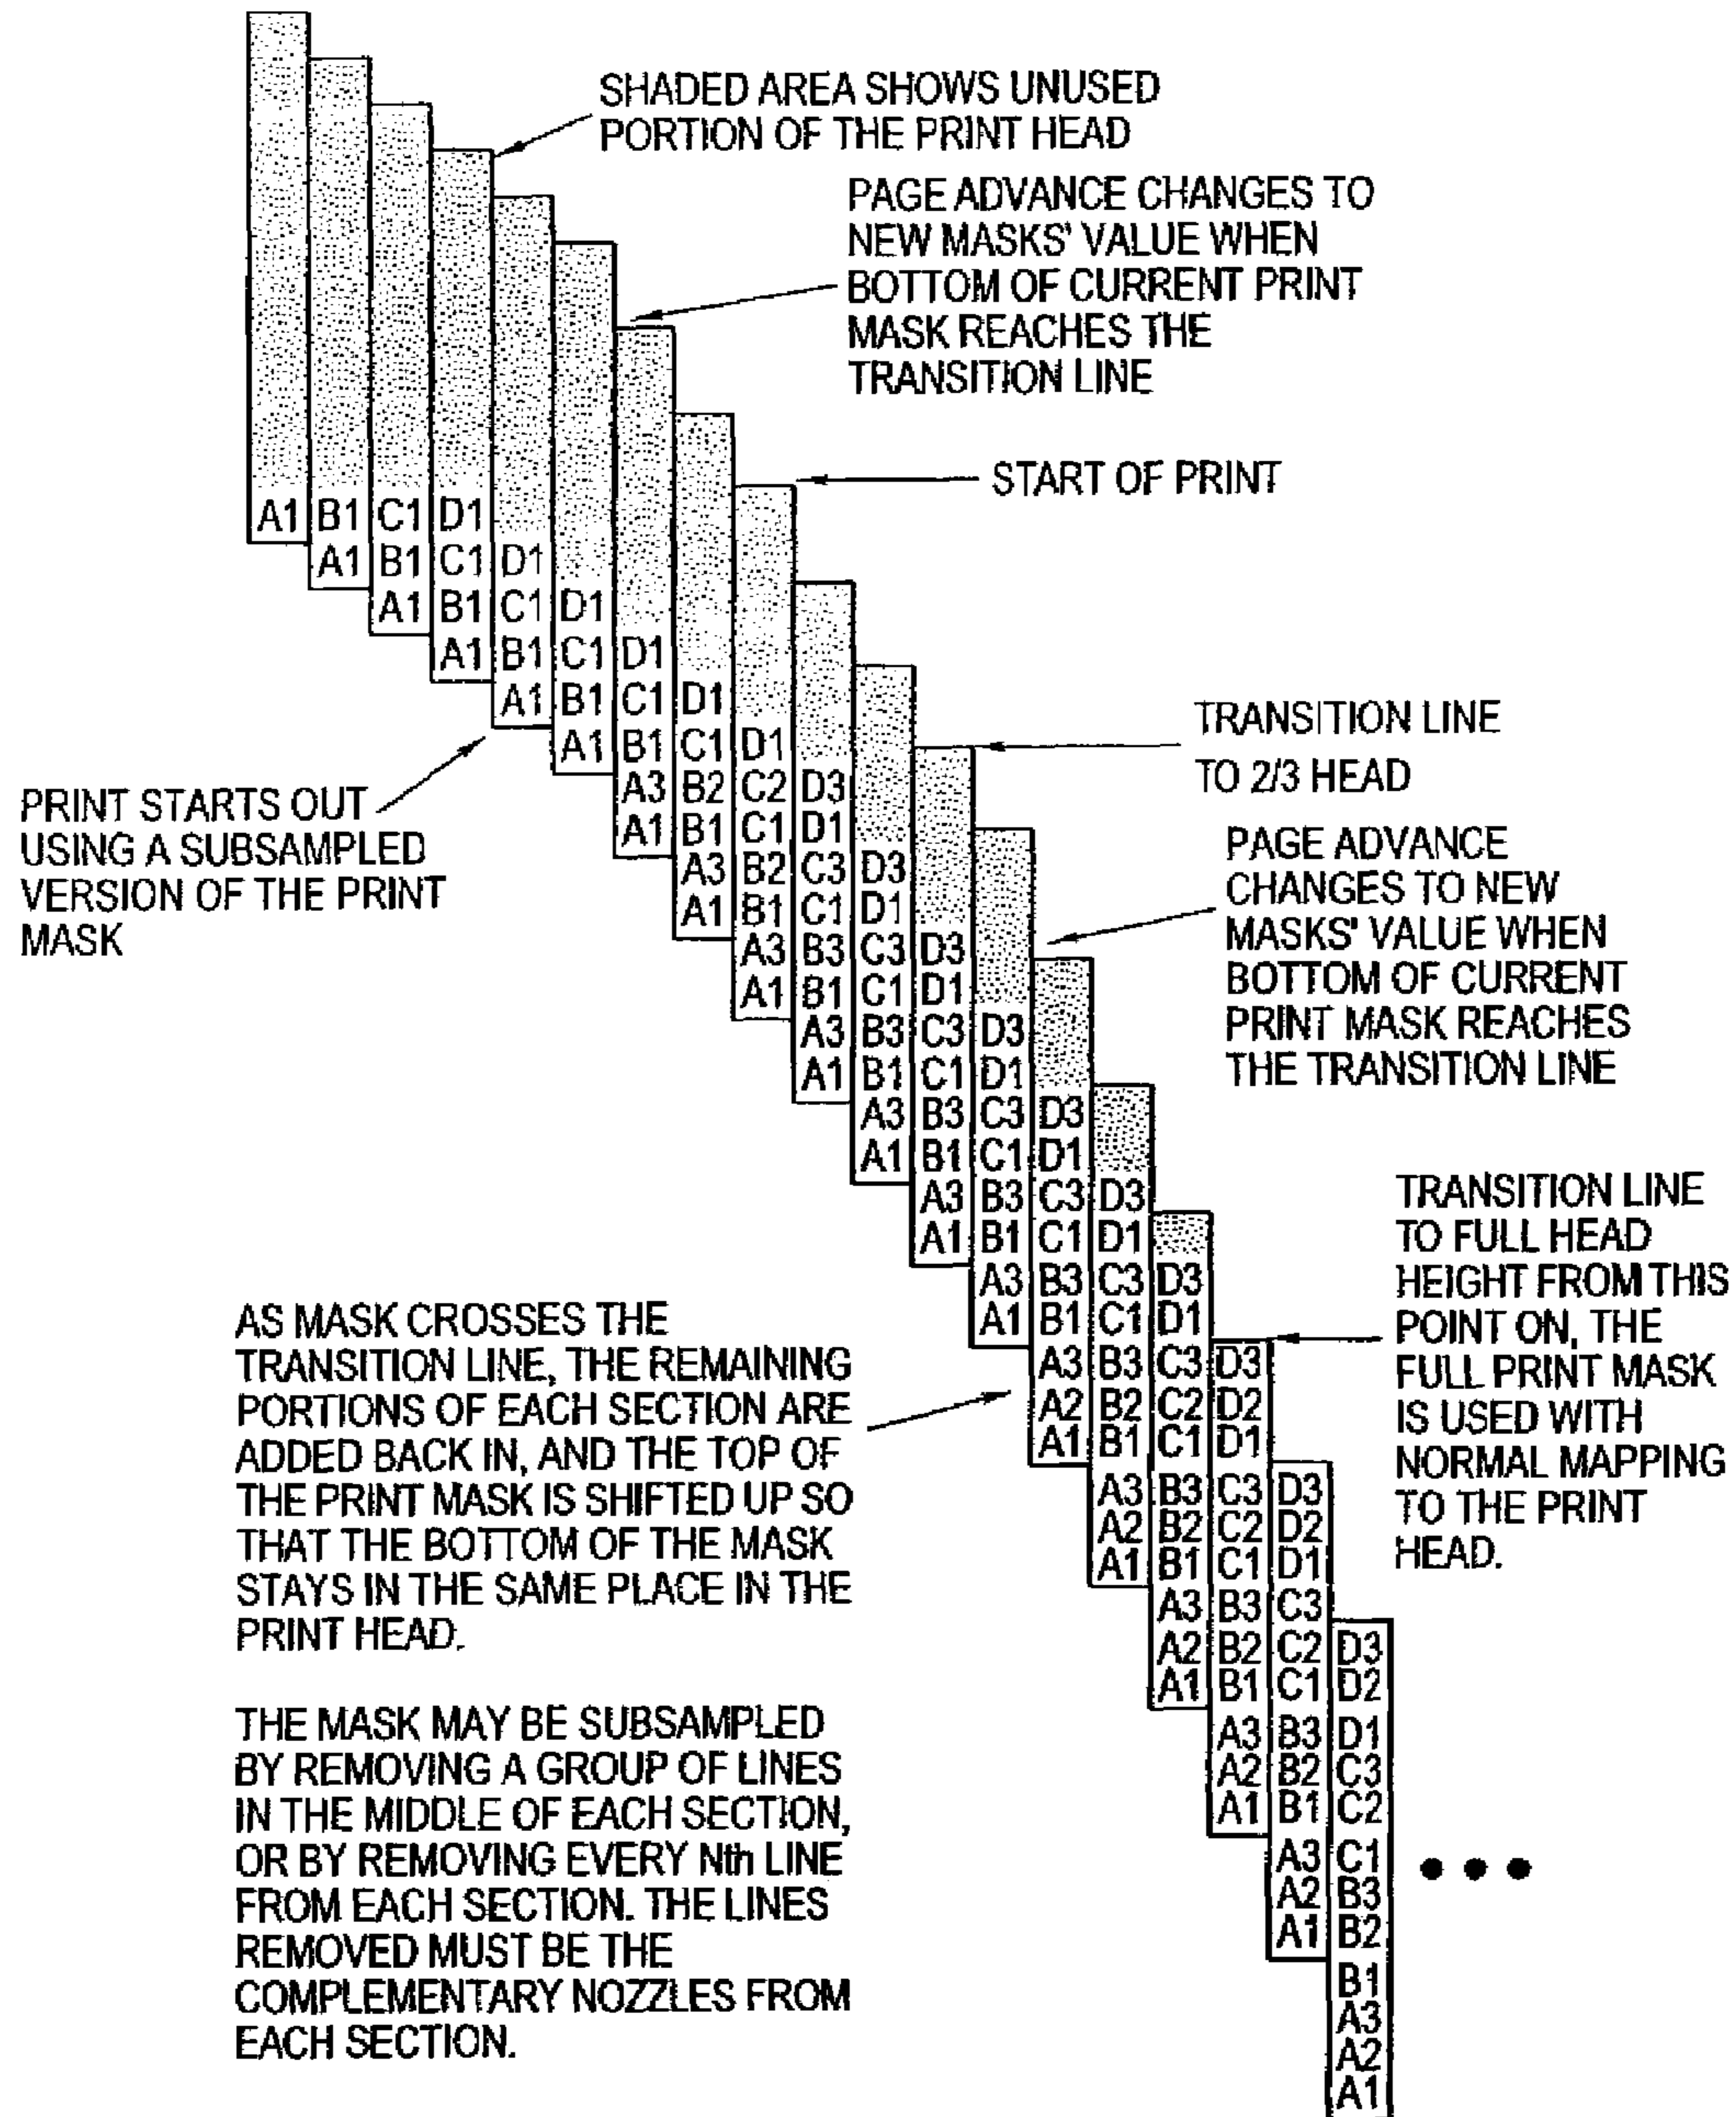 SHADED AREA SHOWS UNUSED
PORTION OF THE PRINT HEAD
PAGE ADVANCE CHANGES TO
NEW MASKS' VALUE WHEN
BOTTOM OF CURRENT PRINT
MASK REACHES THE
TRANSITION LINE
START OF PRINT
A1 B1 C1 D1
A1 B1 C1 D1
A1 B1 C1 D1
A1 B1 C1 D1
A1 B1 C1 D1
A1 B1 C1 D1
A3 B2 C2 D3
A1 B1 C1 D1
A3 B2 C3 D3
A1 B1 C1 D1
A3 B3 C3 D3
A1 B1 C1 D1
A3 B3 C3 D3
A1 B1 C1 D1
A3 B3 C3 D3
A1 B1 C1 D1
A3 B3 C3 D3
A1 B1 C1 D1
A3 B3 C3 D3
A1 B1 C1 D1
A3 B3 C3 D3
A2 B2 C2 D2
A1 B1 C1 D1
A3 B3 C3 D3
A2 B2 C2 D2
A1 B1 C1 D1
A3 B3 C3
A2 B2 C2 D3
A1 B1 C1 D2
A3 B3 D1
A2 B2 C3
A1 B1 C2
A3 C1
A2 B3
A1 B2
B1
A3
A2
A1
PRINT STARTS OUT
USING A SUBSAMPLED
VERSION OF THE PRINT
MASK
TRANSITION LINE
TO 2/3 HEAD
PAGE ADVANCE
CHANGES TO NEW
MASKS' VALUE WHEN
BOTTOM OF CURRENT
PRINT MASK REACHES
THE TRANSITION LINE
TRANSITION LINE
TO FULL HEAD
HEIGHT FROM THIS
POINT ON, THE
FULL PRINT MASK
IS USED WITH
NORMAL MAPPING
TO THE PRINT
HEAD.
AS MASK CROSSES THE
TRANSITION LINE, THE REMAINING
PORTIONS OF EACH SECTION ARE
ADDED BACK IN, AND THE TOP OF
THE PRINT MASK IS SHIFTED UP SO
THAT THE BOTTOM OF THE MASK
STAYS IN THE SAME PLACE IN THE
PRINT HEAD.
THE MASK MAY BE SUBSAMPLED
BY REMOVING A GROUP OF LINES
IN THE MIDDLE OF EACH SECTION,
OR BY REMOVING EVERY Nth LINE
FROM EACH SECTION. THE LINES
REMOVED MUST BE THE
COMPLEMENTARY NOZZLES FROM
EACH SECTION.